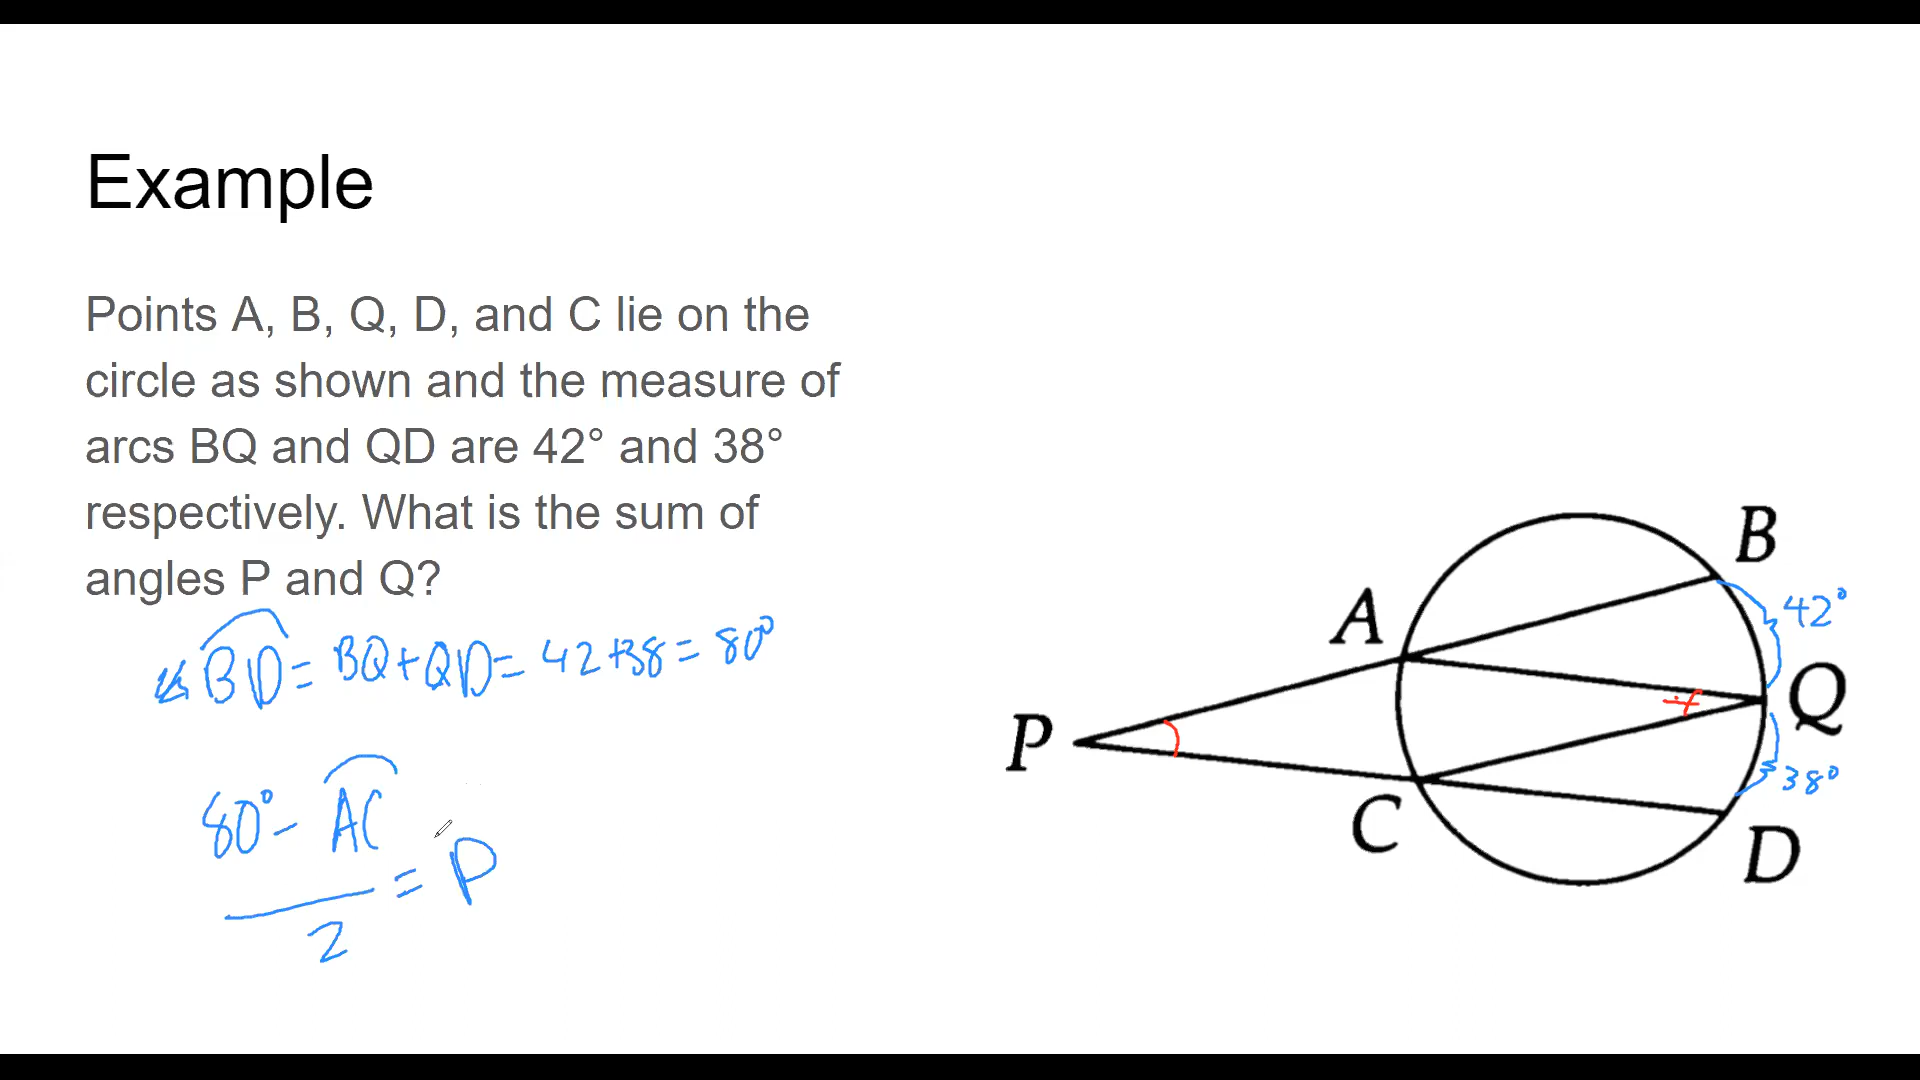 Example
Points A, B, Q, D, and C lie on the
circle as shown and the measure of
arcs BQ and QD are 42° and 38°
respectively. What is the sum of
angles P and Q?
BD = BQ + QD = 42 + 38 = 80°
80° - AC
= P
2
B
42°
A
Q
P
38°
C
D